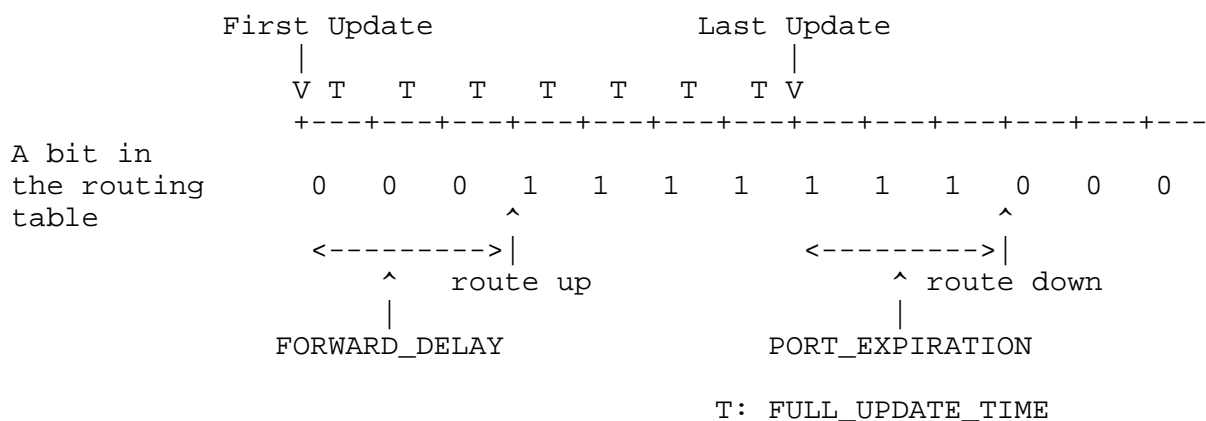 First Update                Last Update
|                           |
V T   T   T   T   T   T   T V
+---+---+---+---+---+---+---+---+---+---+---+---+---
A bit in
the routing      0   0   0   1   1   1   1   1   1   1   0   0   0
table                        ^                           ^
<--------->|                <--------->|
^   route up                 ^ route down
|                            |
FORWARD_DELAY               PORT_EXPIRATION
T: FULL_UPDATE_TIME